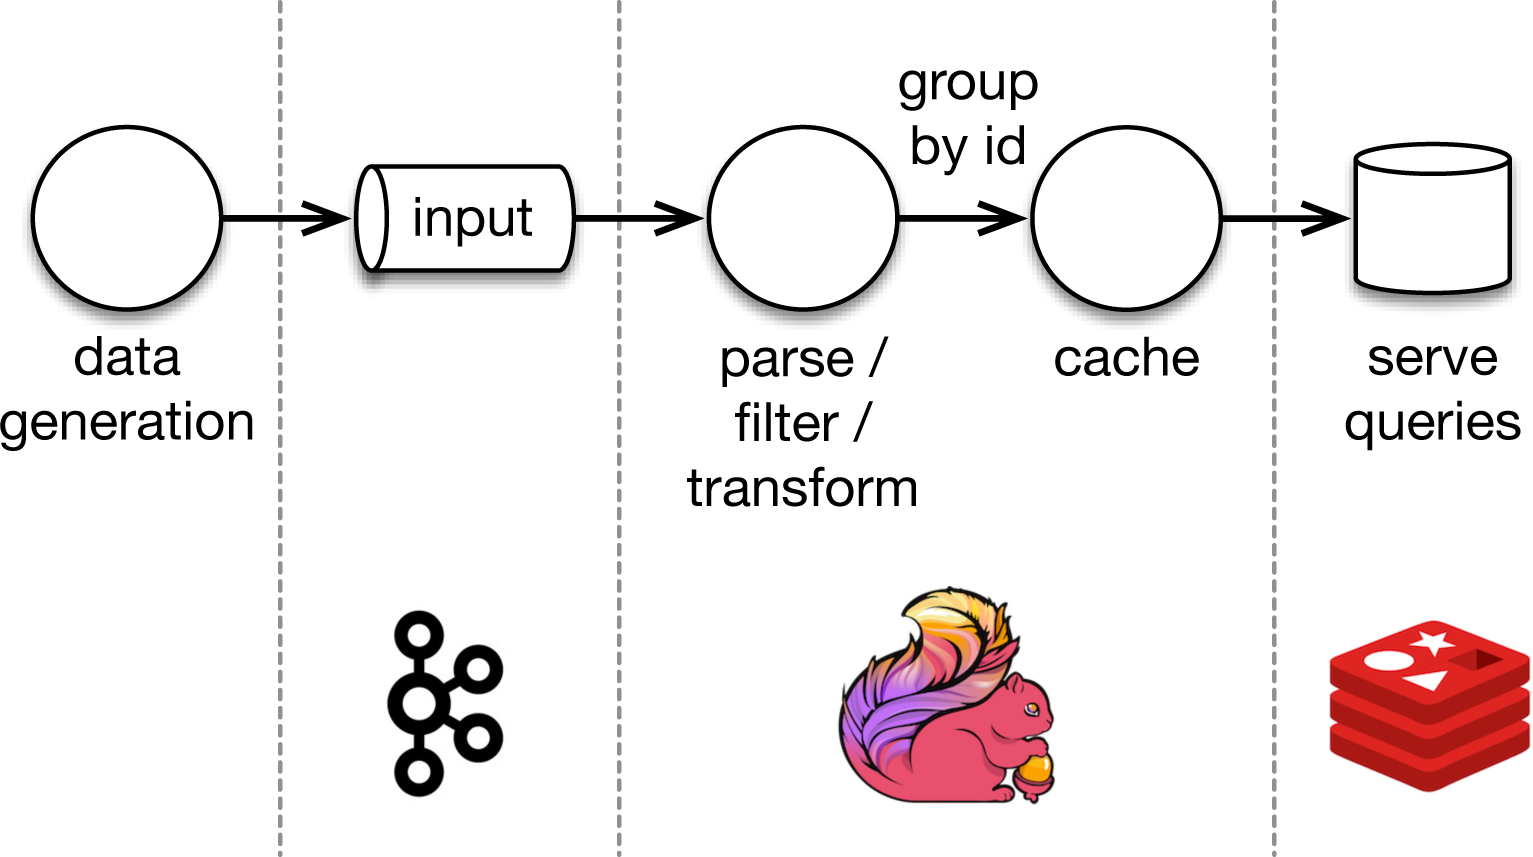 group
by id
input
data
generation
parse /
filter /
transform
cache
serve
queries